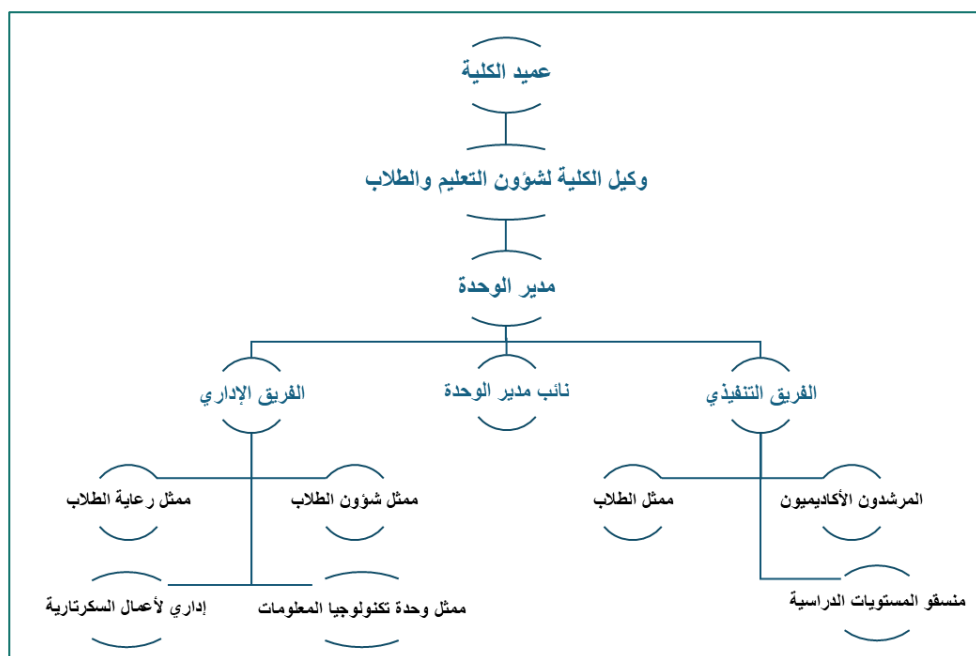 عميد الكلية
وكيل الكلية لشؤون التعليم والطلاب
مدير الوحدة
الفريق التنفيذي
نائب مدير الوحدة
الفريق الإداري
المرشدون الأكاديميون
ممثل الطلاب
ممثل شؤون الطلاب
ممثل رعاية الطلاب
منسقو المستويات الدراسية
ممثل وحدة تكنولوجيا المعلومات
إداري لأعمال السكرتارية